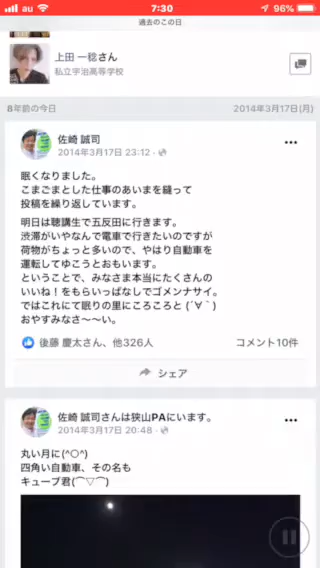 au 7:30 96%
過去のこの日
上田 一稔さん
私立宇治高等学校
8年前の今日 2014年3月17日(月)
佐崎 誠司
2014年3月17日 23:12
眠くなりました。
こまごまとした仕事のあいまを縫って
投稿を繰り返しています。
明日は聴講生で五反田に行きます。
渋滞がいやなんで電車で行きたいのですが
荷物がちょっと多いので、やはり自動車を
運転してゆこうとおもいます。
ということで、みなさま本当にたくさんの
いいね！をもらいっぱなしでゴメンナサイ。
ではこれにて眠りの里にころころと (´∀｀)
おやすみなさ〜〜い。
後藤 慶太さん、他326人 コメント10件
シェア
佐崎 誠司さんは狭山PAにいます。
2014年3月17日 20:48
丸い月に(^○^)
四角い自動車、その名も
キューブ君(⌒▽⌒)